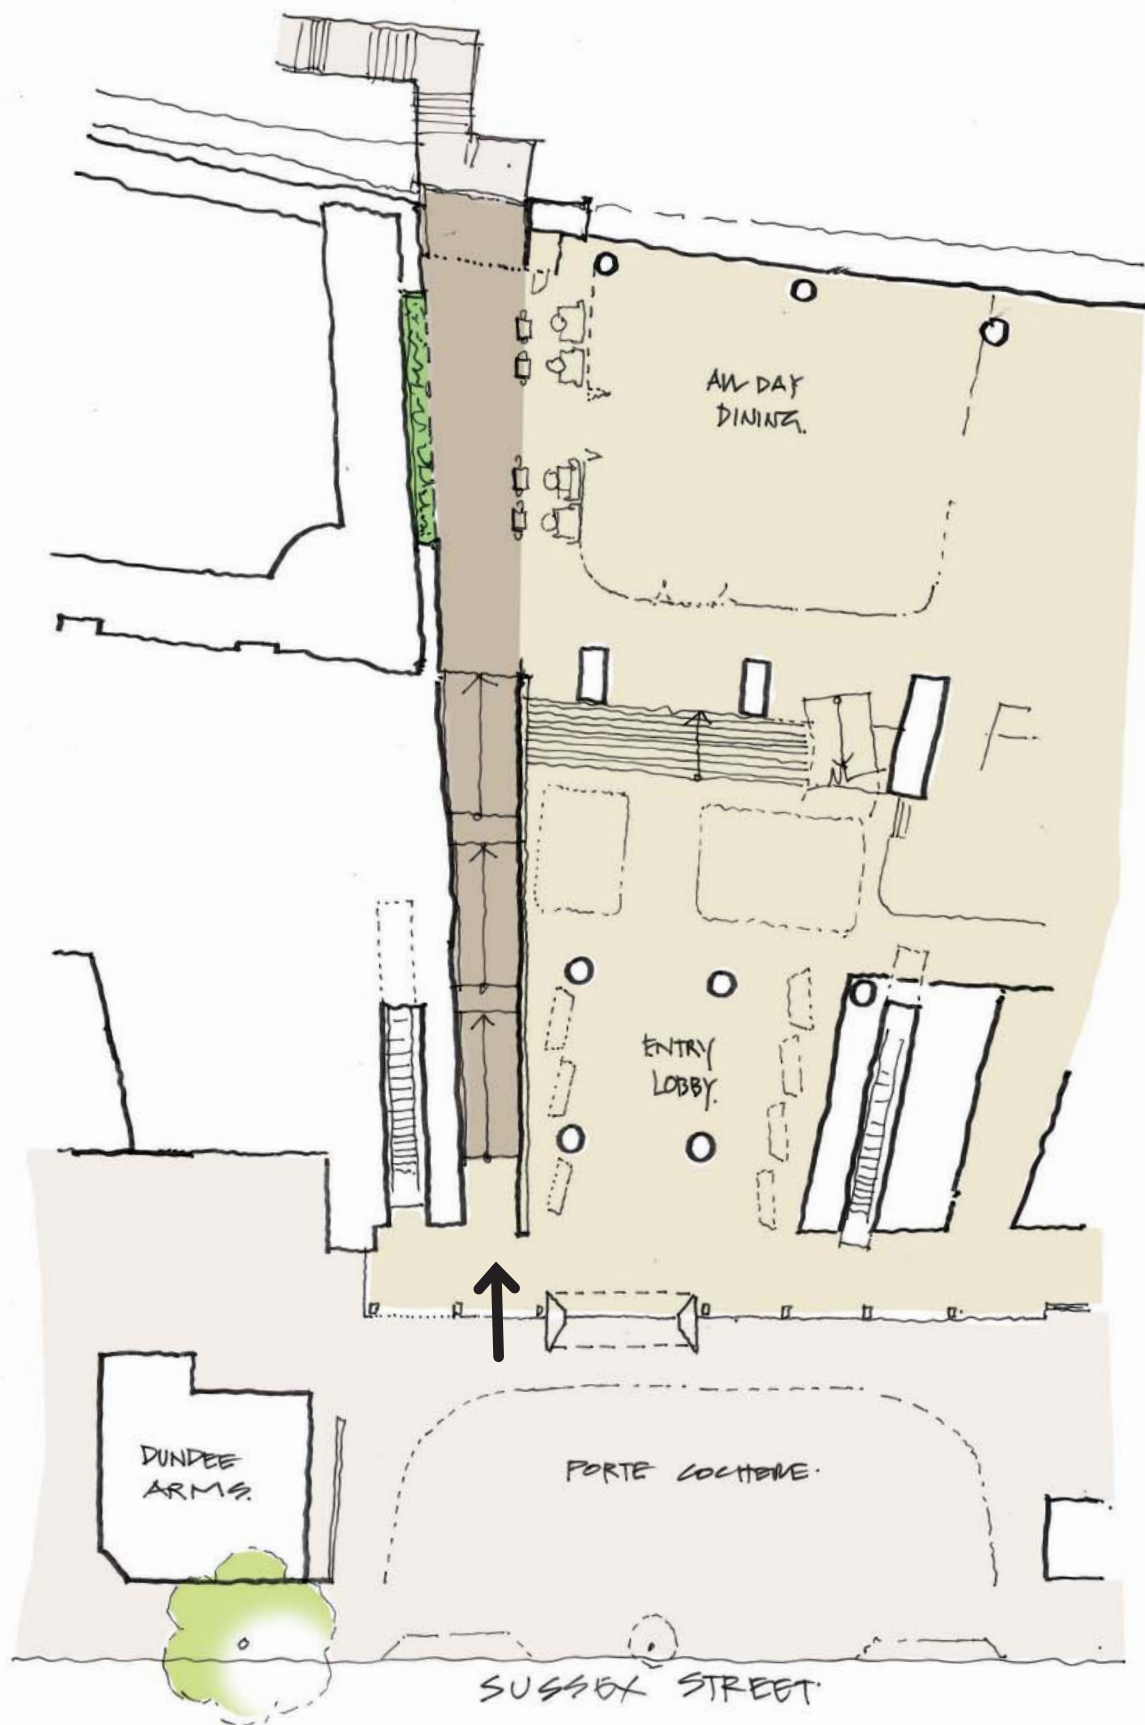 ALL DAY
DINING.
ENTRY
LOBBY.
DUNDEE
ARMS.
PORTE COCHERE.
SUSSEX STREET.